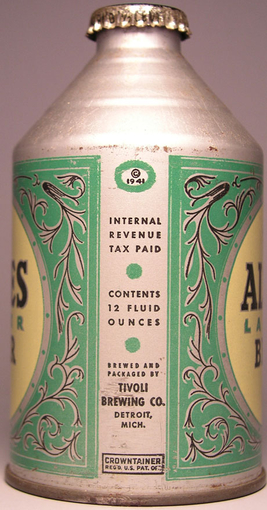 ©
1941
INTERNAL
REVENUE
TAX PAID
CONTENTS
12 FLUID
OUNCES
BREWED AND
PACKAGED BY
TIVOLI
BREWING CO.
DETROIT,
MICH.
CROWNTAINER
REG'D. U.S. PAT. OF.
ES
ER
R
AL
LA
B